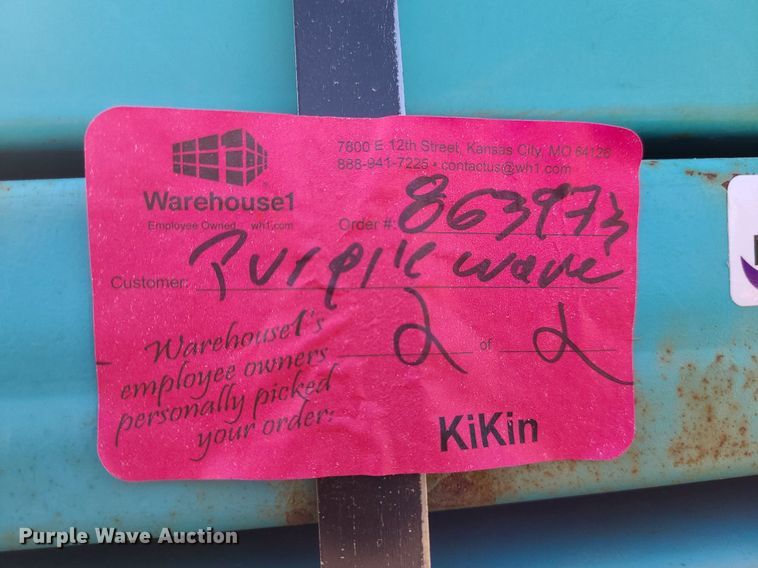 7800 E 12th Street, Kansas City, MO 64126
888-941-7225 • contactus@wh1.com
Warehouse1
Employee Owned wh1.com
Order #: 863973
Customer: Purple wave
Warehouse1's
employee owners
personally picked
your order:
2 of 2
KiKin
Purple Wave Auction